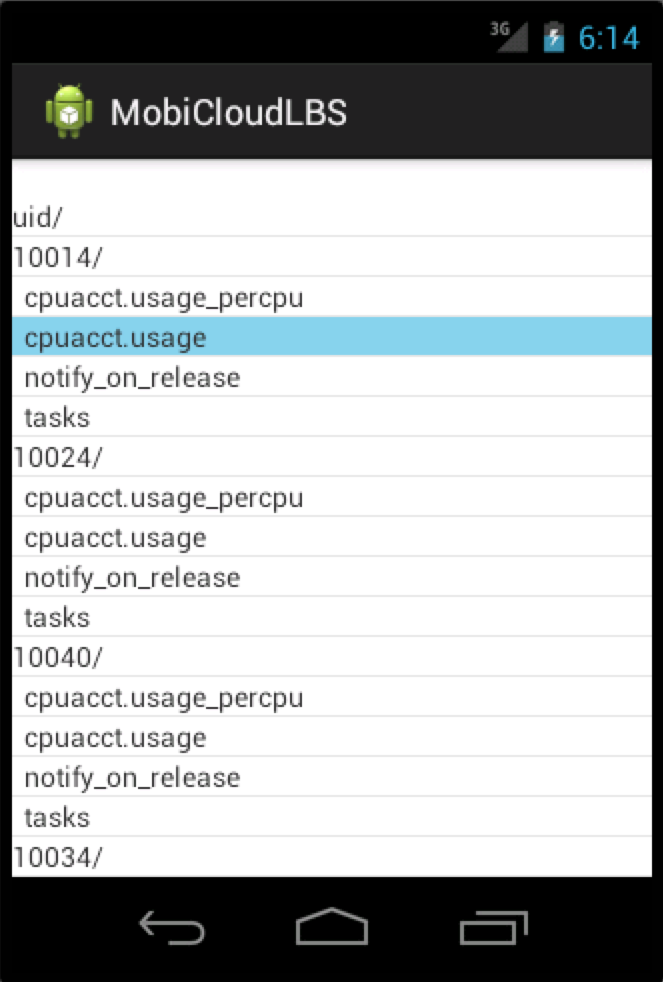 3G 6:14
MobiCloudLBS
uid/
10014/
cpuacct.usage_percpu
cpuacct.usage
notify_on_release
tasks
10024/
cpuacct.usage_percpu
cpuacct.usage
notify_on_release
tasks
10040/
cpuacct.usage_percpu
cpuacct.usage
notify_on_release
tasks
10034/